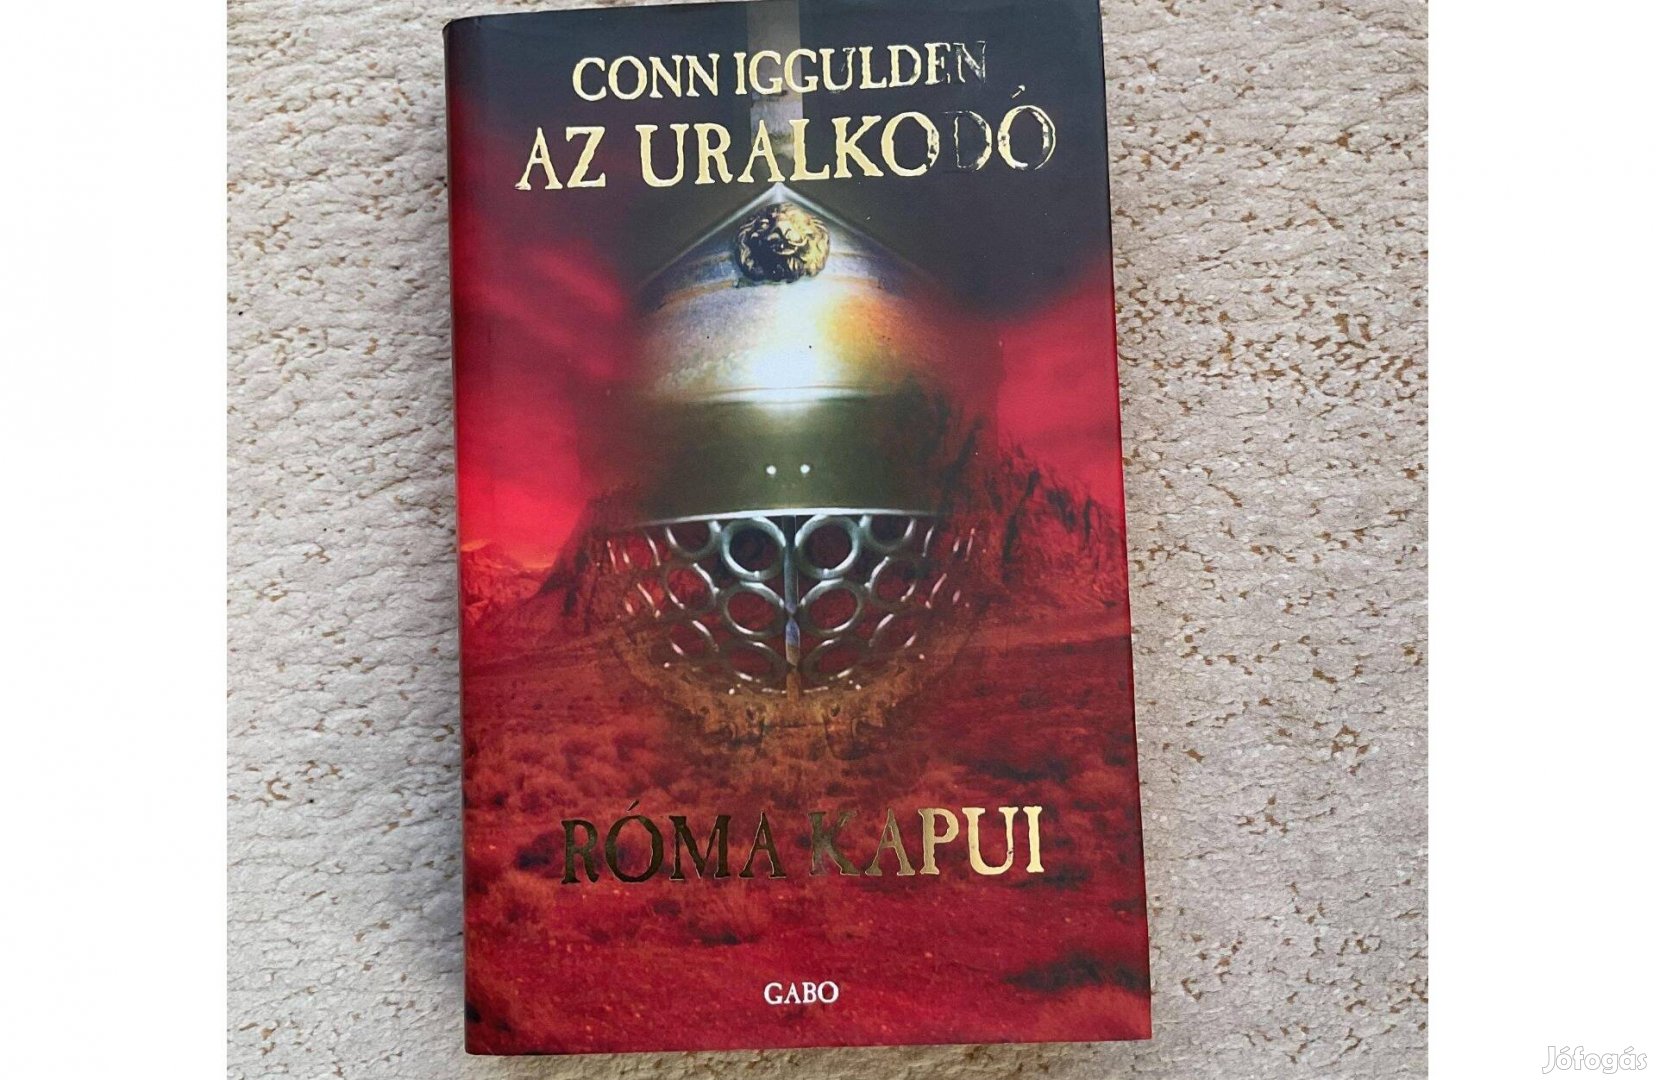 CONN IGGULDEN
AZ URALKODÓ
RÓMA KAPUI
GABO
Jófogás